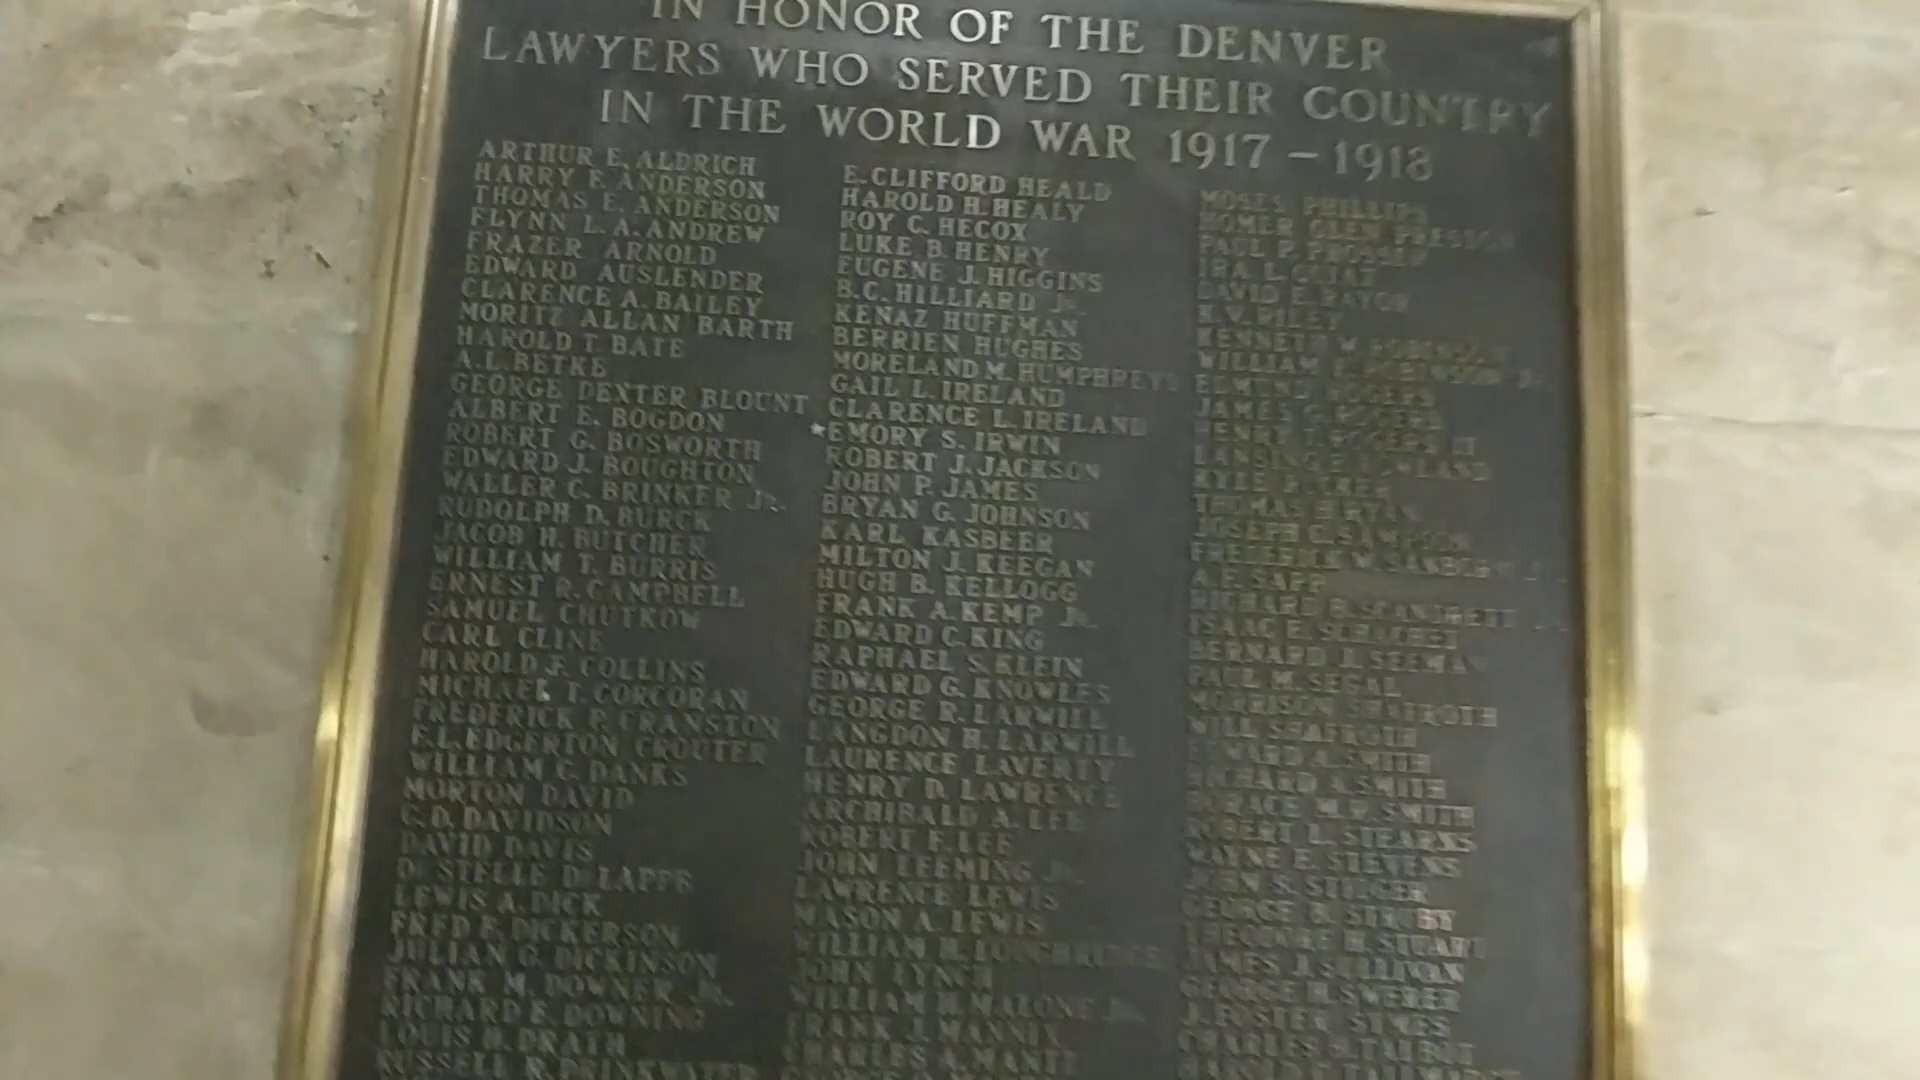 IN HONOR OF THE DENVER
LAWYERS WHO SERVED THEIR COUNTRY
IN THE WORLD WAR 1917 – 1918
ARTHUR E. ALDRICH
HARRY F. ANDERSON
THOMAS E. ANDERSON
FLYNN L. A. ANDREW
FRAZER ARNOLD
EDWARD AUSLENDER
CLARENCE A. BAILEY
MORITZ ALLAN BARTH
HAROLD T. BATE
A. L. BETKE
GEORGE DEXTER BLOUNT
ALBERT E. BOGDON
ROBERT G. BOSWORTH
EDWARD J. BOUGHTON
WALLER C. BRINKER Jr.
RUDOLPH D. BURCK
JACOB H. BUTCHER
WILLIAM T. BURRIS
ERNEST R. CAMPBELL
SAMUEL CHUTKOW
CARL CLINE
HAROLD F. COLLINS
MICHAEL T. CORCORAN
FREDERICK P. CRANSTON
E. L. EDGERTON CROUTER
WILLIAM C. DANKS
MORTON DAVID
C. D. DAVIDSON
DAVID DAVIS
D. STELLE DeLAPPE
LEWIS A. DICK
FRED F. DICKERSON
JULIAN G. DICKINSON
FRANK M. DOWNER Jr.
RICHARD E. DOWNING
LOUIS H. DRATH
RUSSELL R. DRINKWATER
E. CLIFFORD HEALD
HAROLD H. HEALY
ROY C. HECOX
LUKE B. HENRY
EUGENE J. HIGGINS
B. C. HILLIARD Jr.
KENAZ HUFFMAN
BERRIEN HUGHES
MORELAND M. HUMPHREYS
GAIL L. IRELAND
CLARENCE L. IRELAND
★EMORY S. IRWIN
ROBERT J. JACKSON
JOHN P. JAMES
BRYAN G. JOHNSON
KARL KASBEER
MILTON J. KEEGAN
HUGH B. KELLOGG
FRANK A. KEMP Jr.
EDWARD C. KING
RAPHAEL S. KLEIN
EDWARD G. KNOWLES
GEORGE R. LARWILL
LANGDON H. LARWILL
LAURENCE LAVERTY
HENRY D. LAWRENCE
ARCHIBALD A. LEE
ROBERT F. LEE
JOHN LEEMING Jr.
LAWRENCE LEWIS
MASON A. LEWIS
WILLIAM H. LOUGHRIDGE
JOHN LYNCH
WILLIAM H. MALONE Jr.
FRANK J. MANNIX
CHARLES A. MANTZ
MOSES PHILLIPS
HOMER GLEN PRESTON
PAUL P. PROSSER
IRA L. QUIAT
DAVID E. RAYOR
K. V. RILEY
KENNETH W. ROBINSON
WILLIAM F. ROBINSON Jr.
EDMUND ROGERS
JAMES G. ROGERS
HENRY T. ROGERS II
LANSING ROWLAND
KYLE RUCKER
THOMAS H. RYAN
JOSEPH C. SAMPSON
FREDERICK W. SANBORN Jr.
A. F. SAPP
RICHARD B. SCANDRETT Jr.
ISAAC E. SCHACHET
BERNARD J. SEEMAN
PAUL M. SEGAL
MORRISON SHAFROTH
WILL SHAFROTH
EDWARD A. SMITH
RICHARD A. SMITH
HORACE M. W. SMITH
ROBERT L. STEARNS
WAYNE E. STEVENS
JOHN S. STIDGER
GEORGE B. STRUBY
THEODORE H. STUART
JAMES J. SULLIVAN
GEORGE H. SWERER
J. FOSTER SYMES
CHARLES H. TALBOT